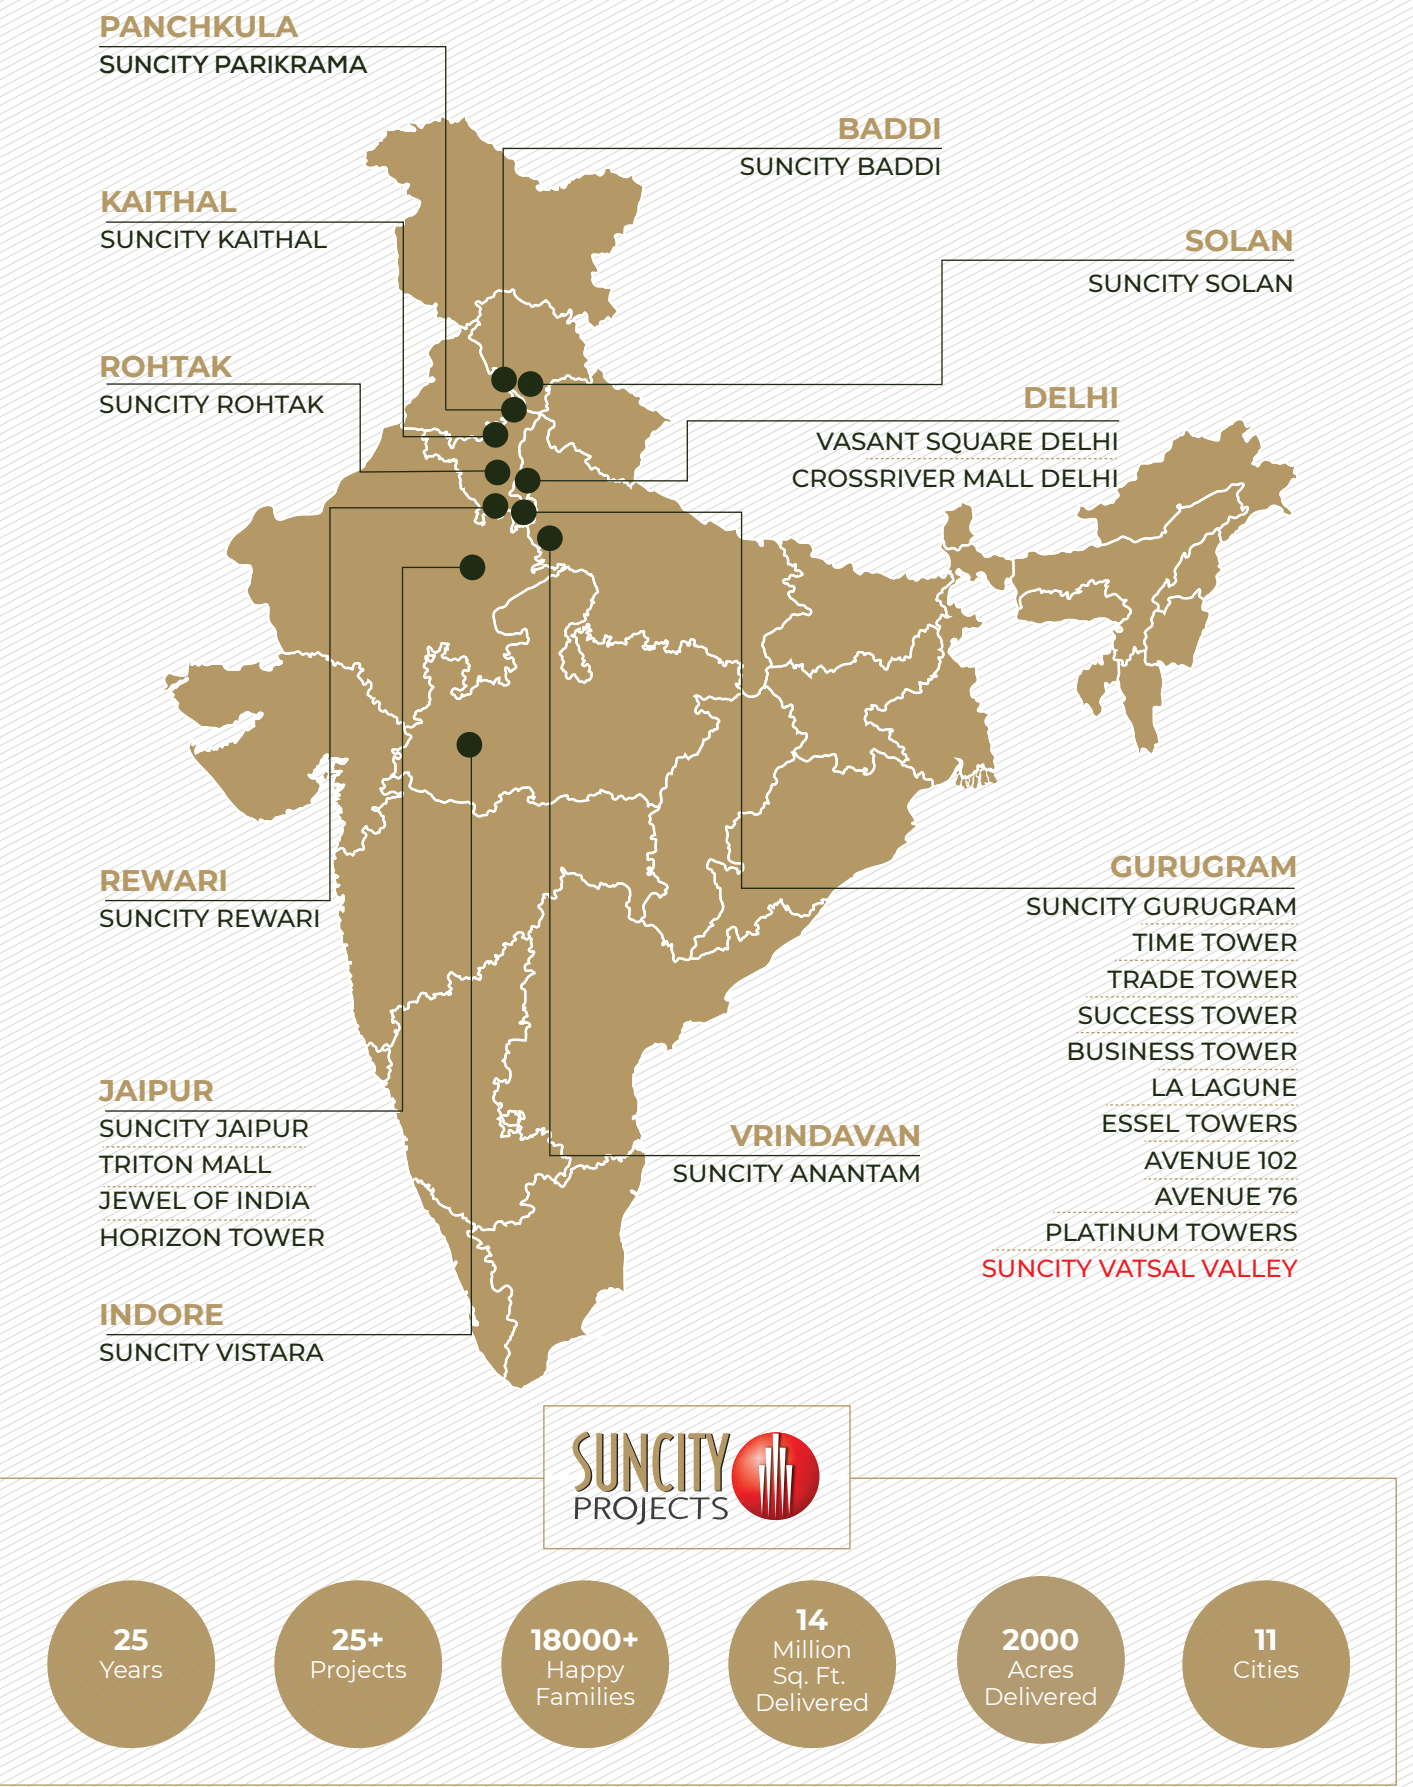 PANCHKULA
SUNCITY PARIKRAMA
BADDI
SUNCITY BADDI
KAITHAL
SUNCITY KAITHAL
SOLAN
SUNCITY SOLAN
ROHTAK
SUNCITY ROHTAK
DELHI
VASANT SQUARE DELHI
CROSSRIVER MALL DELHI
REWARI
SUNCITY REWARI
GURUGRAM
SUNCITY GURUGRAM
TIME TOWER
TRADE TOWER
SUCCESS TOWER
BUSINESS TOWER
LA LAGUNE
ESSEL TOWERS
AVENUE 102
AVENUE 76
PLATINUM TOWERS
SUNCITY VATSAL VALLEY
JAIPUR
SUNCITY JAIPUR
TRITON MALL
JEWEL OF INDIA
HORIZON TOWER
VRINDAVAN
SUNCITY ANANTAM
INDORE
SUNCITY VISTARA
SUNCITY
PROJECTS
25
Years
25+
Projects
18000+
Happy
Families
14
Million
Sq. Ft.
Delivered
2000
Acres
Delivered
11
Cities